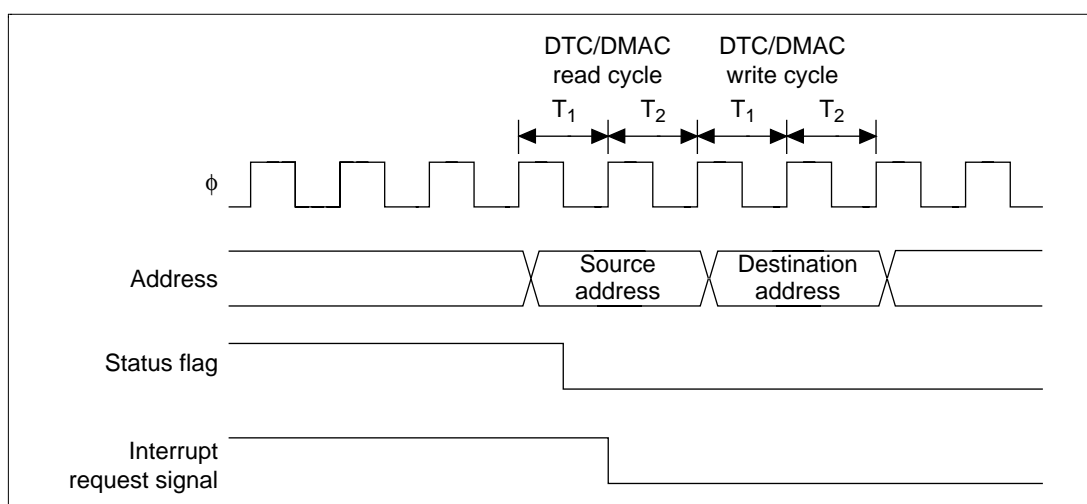 DTC/DMAC
read cycle
DTC/DMAC
write cycle
T1
T2
T1
T2
ϕ
Address
Source
address
Destination
address
Status flag
Interrupt
request signal